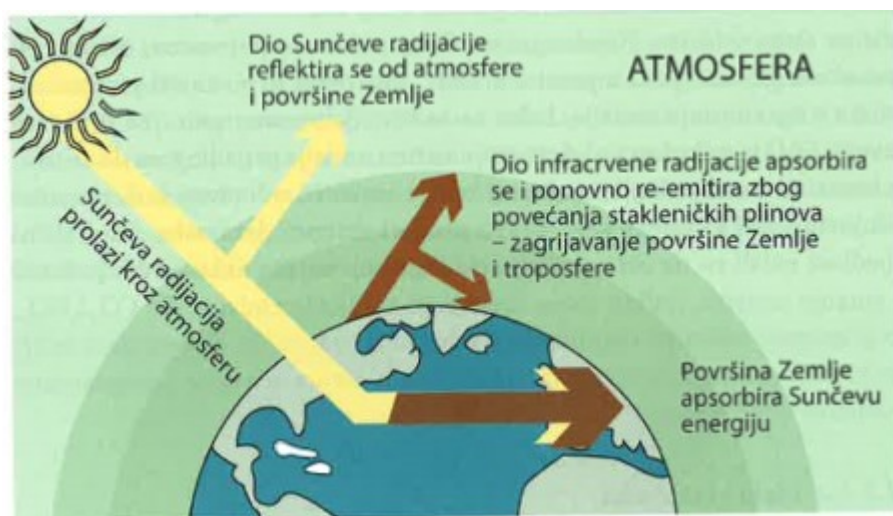 Dio Sunčeve radijacije
reflektira se od atmosfere
i površine Zemlje
ATMOSFERA
Dio infracrvene radijacije apsorbira
se i ponovno re-emitira zbog
povećanja stakleničkih plinova
– zagrijavanje površine Zemlje
i troposfere
Sunčeva radijacija
prolazi kroz atmosferu
Površina Zemlje
apsorbira Sunčevu
energiju